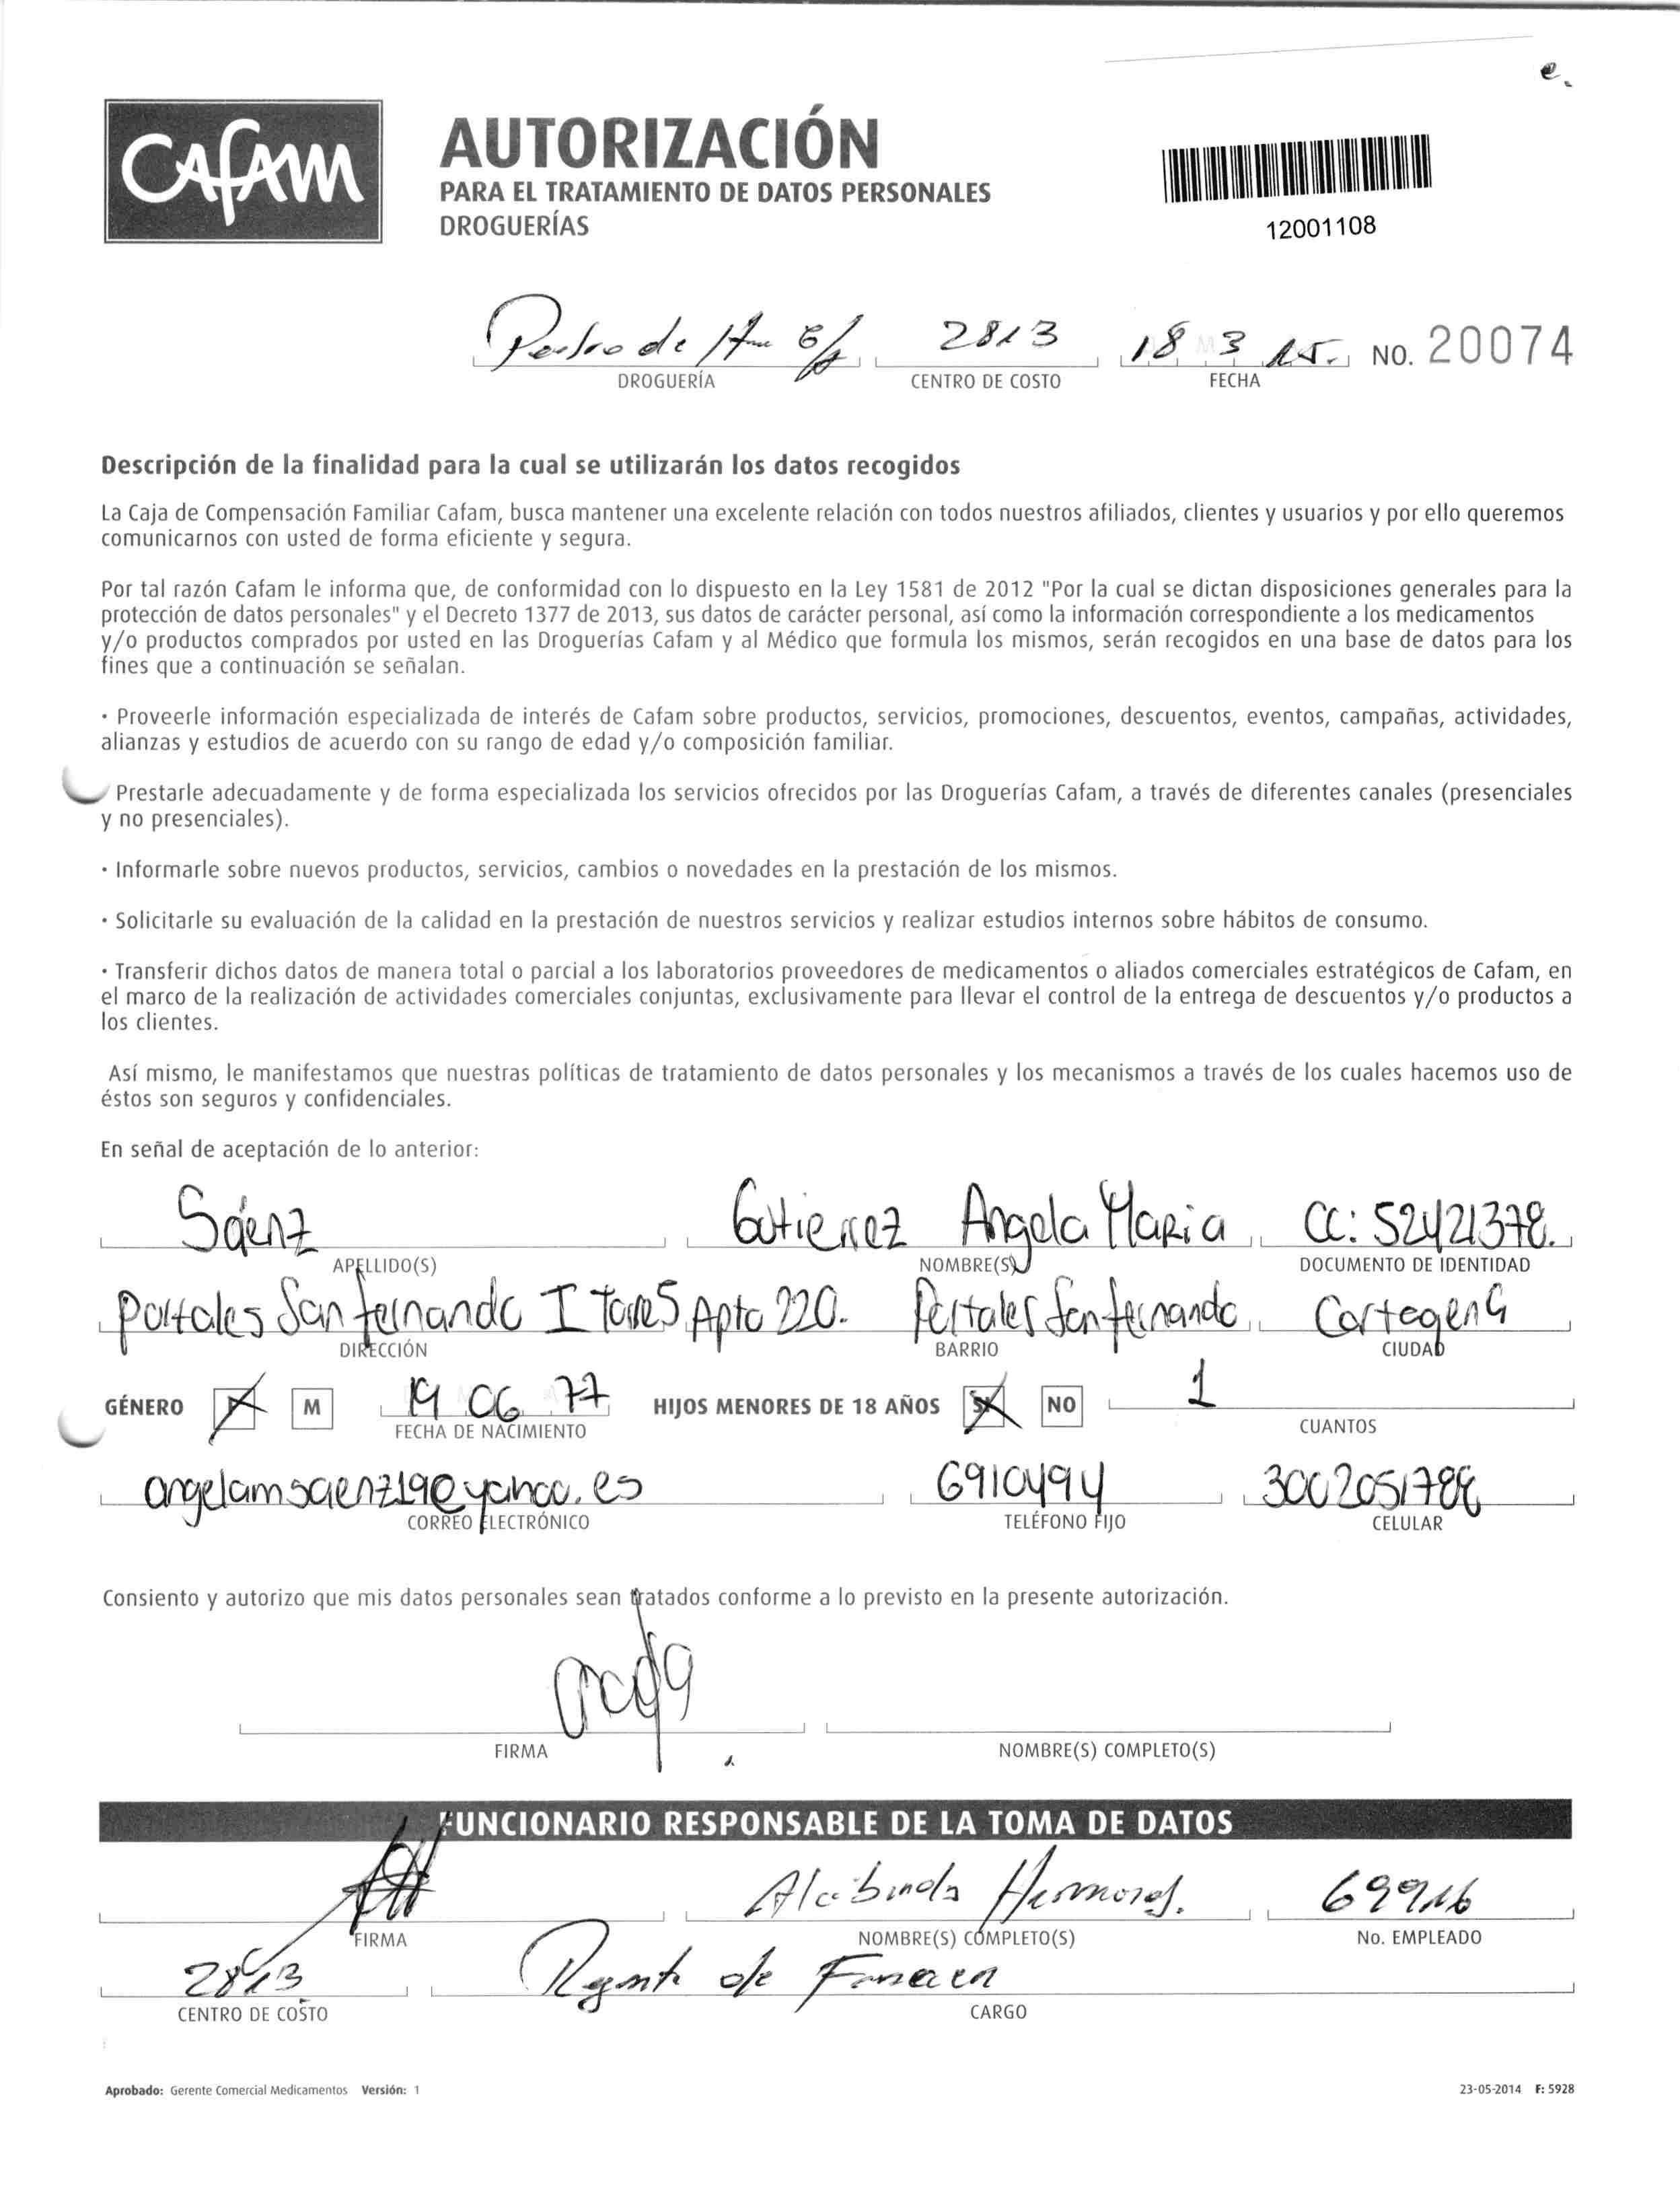 e.
CAFAM
AUTORIZACIÓN
PARA EL TRATAMIENTO DE DATOS PERSONALES
DROGUERÍAS
12001108
Pedro de 2813 18 3 15. NO. 20074
DROGUERÍA CENTRO DE COSTO FECHA
Descripción de la finalidad para la cual se utilizarán los datos recogidos
La Caja de Compensación Familiar Cafam, busca mantener una excelente relación con todos nuestros afiliados, clientes y usuarios y por ello queremos
comunicarnos con usted de forma eficiente y segura.
Por tal razón Cafam le informa que, de conformidad con lo dispuesto en la Ley 1581 de 2012 "Por la cual se dictan disposiciones generales para la
protección de datos personales" y el Decreto 1377 de 2013, sus datos de carácter personal, así como la información correspondiente a los medicamentos
y/o productos comprados por usted en las Droguerías Cafam y al Médico que formula los mismos, serán recogidos en una base de datos para los
fines que a continuación se señalan.
· Proveerle información especializada de interés de Cafam sobre productos, servicios, promociones, descuentos, eventos, campañas, actividades,
alianzas y estudios de acuerdo con su rango de edad y/o composición familiar.
Prestarle adecuadamente y de forma especializada los servicios ofrecidos por las Droguerías Cafam, a través de diferentes canales (presenciales
y no presenciales).
· Informarle sobre nuevos productos, servicios, cambios o novedades en la prestación de los mismos.
· Solicitarle su evaluación de la calidad en la prestación de nuestros servicios y realizar estudios internos sobre hábitos de consumo.
· Transferir dichos datos de manera total o parcial a los laboratorios proveedores de medicamentos o aliados comerciales estratégicos de Cafam, en
el marco de la realización de actividades comerciales conjuntas, exclusivamente para llevar el control de la entrega de descuentos y/o productos a
los clientes.
Así mismo, le manifestamos que nuestras políticas de tratamiento de datos personales y los mecanismos a través de los cuales hacemos uso de
éstos son seguros y confidenciales.
En señal de aceptación de lo anterior:
Sáenz Gutierrez Angela Maria CC: 52421378.
APELLIDO(S) NOMBRE(S) DOCUMENTO DE IDENTIDAD
Portales San fernando I Torre 5 Apto 220. Portales San fernando Cartagena
DIRECCIÓN BARRIO CIUDAD
GÉNERO F M 19 06 77 HIJOS MENORES DE 18 AÑOS SI NO 1
FECHA DE NACIMIENTO CUANTOS
angelamsaenz19@yahoo.es 6910494 3002051788
CORREO ELECTRÓNICO TELÉFONO FIJO CELULAR
Consiento y autorizo que mis datos personales sean tratados conforme a lo previsto en la presente autorización.
FIRMA NOMBRE(S) COMPLETO(S)
FUNCIONARIO RESPONSABLE DE LA TOMA DE DATOS
69916
FIRMA NOMBRE(S) COMPLETO(S) No. EMPLEADO
2813 Regente de
CENTRO DE COSTO CARGO
Aprobado: Gerente Comercial Medicamentos Versión: 1 23-05-2014 F: 5928